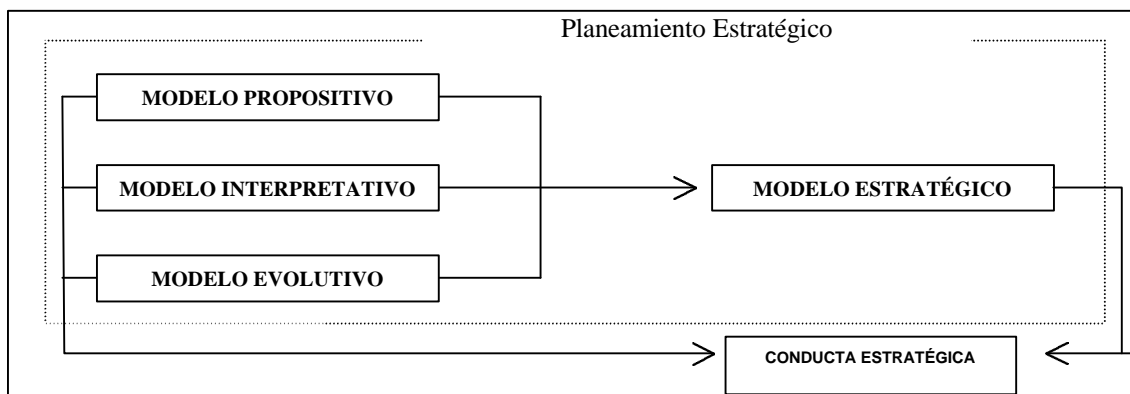 Planeamiento Estratégico
MODELO PROPOSITIVO
MODELO INTERPRETATIVO
MODELO ESTRATÉGICO
MODELO EVOLUTIVO
CONDUCTA ESTRATÉGICA